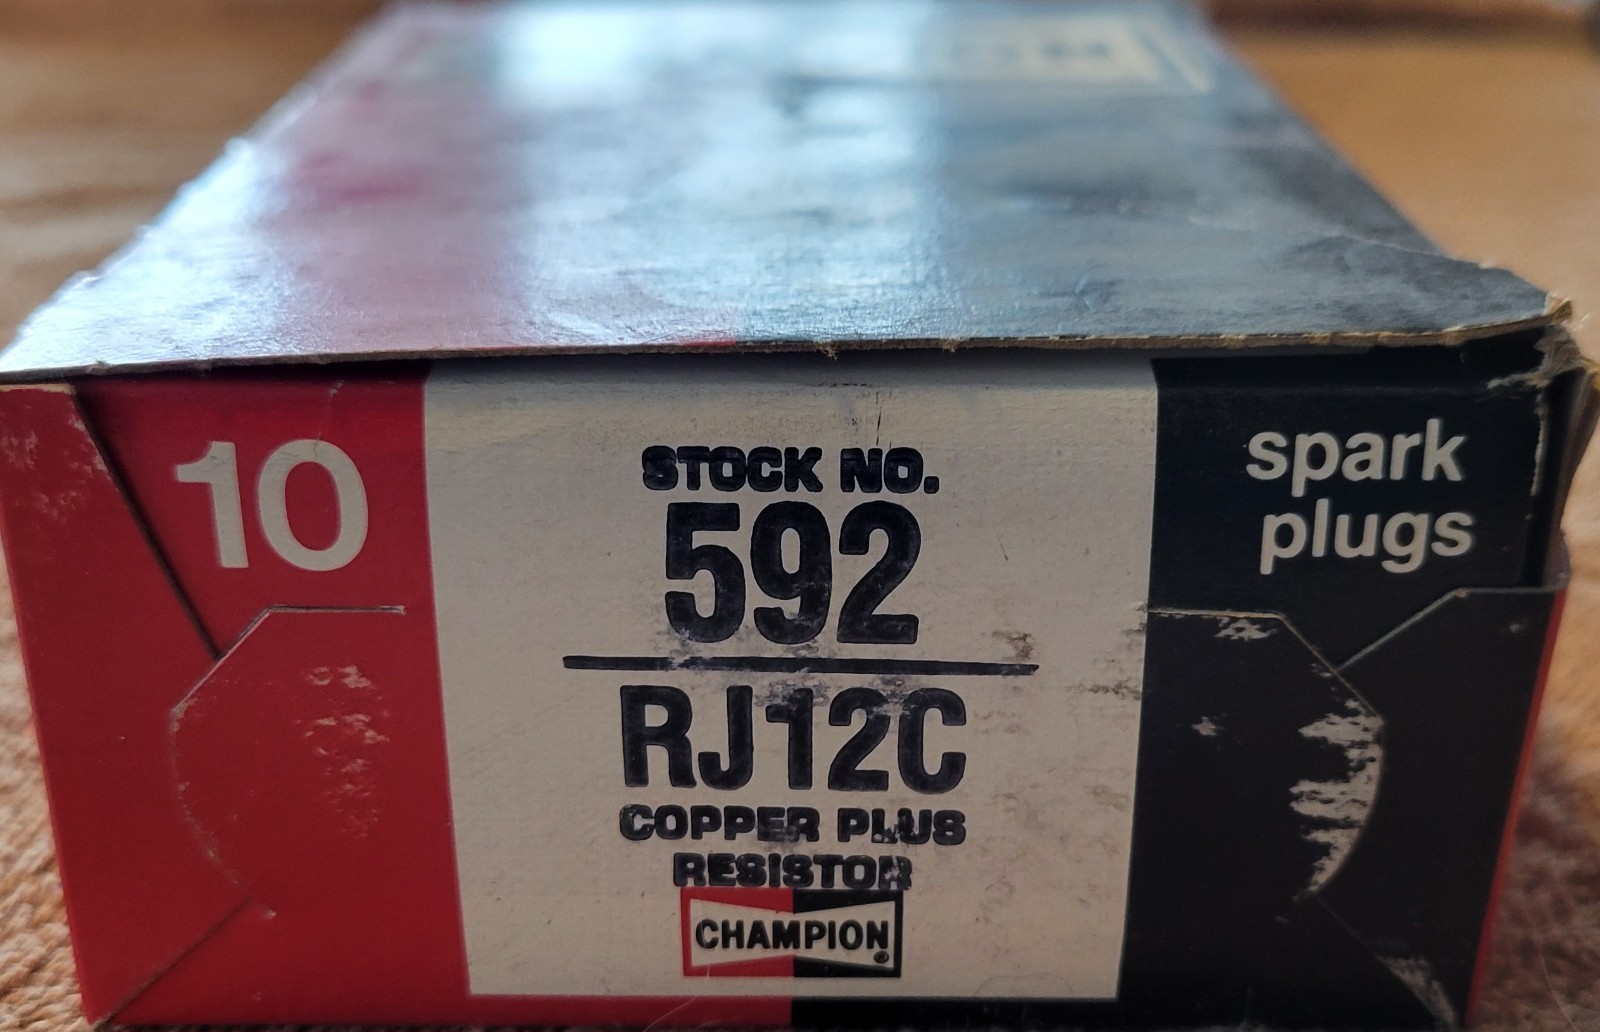 10
STOCK NO.
592
RJ12C
COPPER PLUS
RESISTOR
CHAMPION
®
spark
plugs